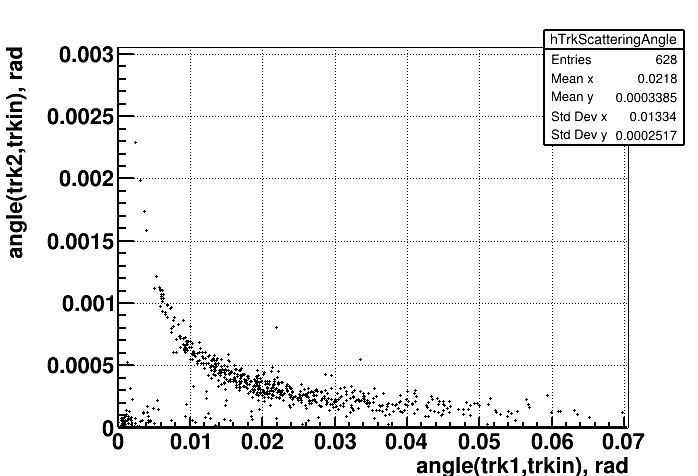 hTrkScatteringAngle
Entries 628
Mean x 0.0218
Mean y 0.0003385
Std Dev x 0.01334
Std Dev y 0.0002517
angle(trk2,trkin), rad
0.003
0.0025
0.002
0.0015
0.001
0.0005
0
0 0.01 0.02 0.03 0.04 0.05 0.06 0.07
angle(trk1,trkin), rad